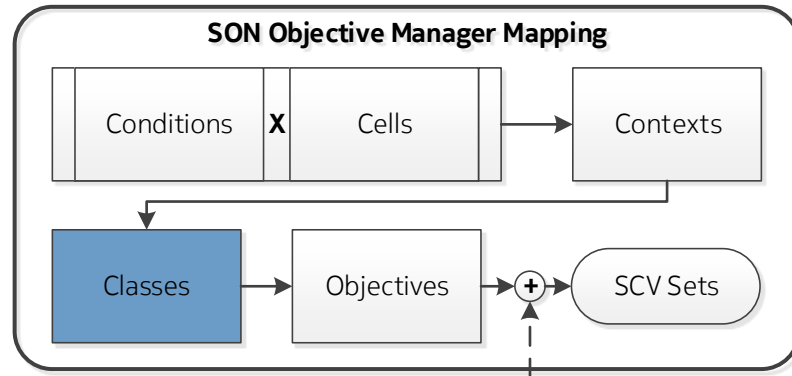 SON Objective Manager Mapping
Conditions X Cells Contexts
Classes Objectives + SCV Sets